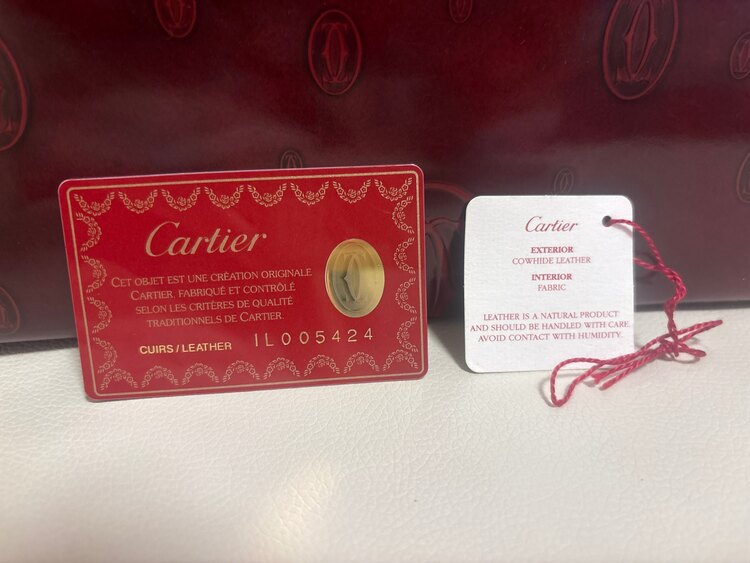 Cartier
CET OBJET EST UNE CRÉATION ORIGINALE
CARTIER, FABRIQUÉ ET CONTRÔLÉ
SELON LES CRITÈRES DE QUALITÉ
TRADITIONNELS DE CARTIER.
CUIRS/LEATHER IL005424
Cartier
EXTERIOR
COWHIDE LEATHER
INTERIOR
FABRIC
LEATHER IS A NATURAL PRODUCT
AND SHOULD BE HANDLED WITH CARE.
AVOID CONTACT WITH HUMIDITY.